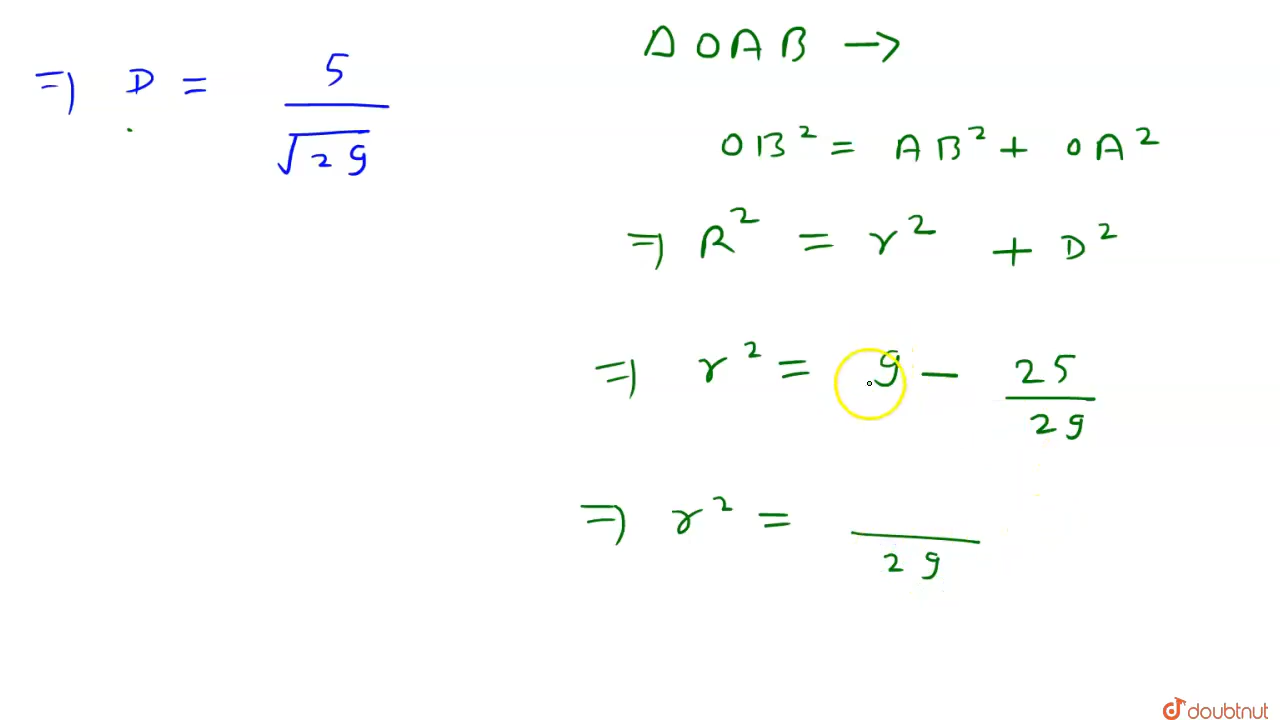 ⇒ D = 5/√29
Δ OAB →
OB² = AB² + OA²
⇒ R² = r² + D²
⇒ r² = 9 − 25/29
⇒ r² = /29
doubtnut